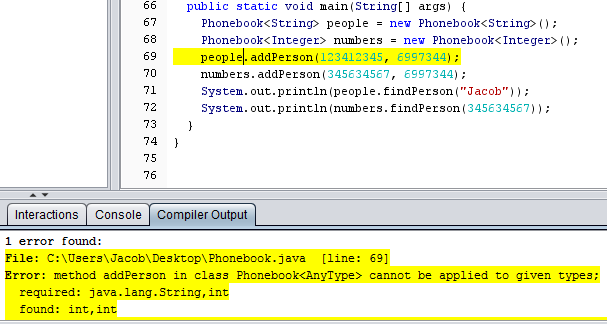 66 public static void main(String[] args) {
67 Phonebook<String> people = new Phonebook<String>();
68 Phonebook<Integer> numbers = new Phonebook<Integer>();
69 people.addPerson(123412345, 6997344);
70 numbers.addPerson(345634567, 6997344);
71 System.out.println(people.findPerson("Jacob"));
72 System.out.println(numbers.findPerson(345634567));
73 }
74 }
75
76
Interactions Console Compiler Output
1 error found:
File: C:\Users\Jacob\Desktop\Phonebook.java [line: 69]
Error: method addPerson in class Phonebook<AnyType> cannot be applied to given types;
required: java.lang.String,int
found: int,int